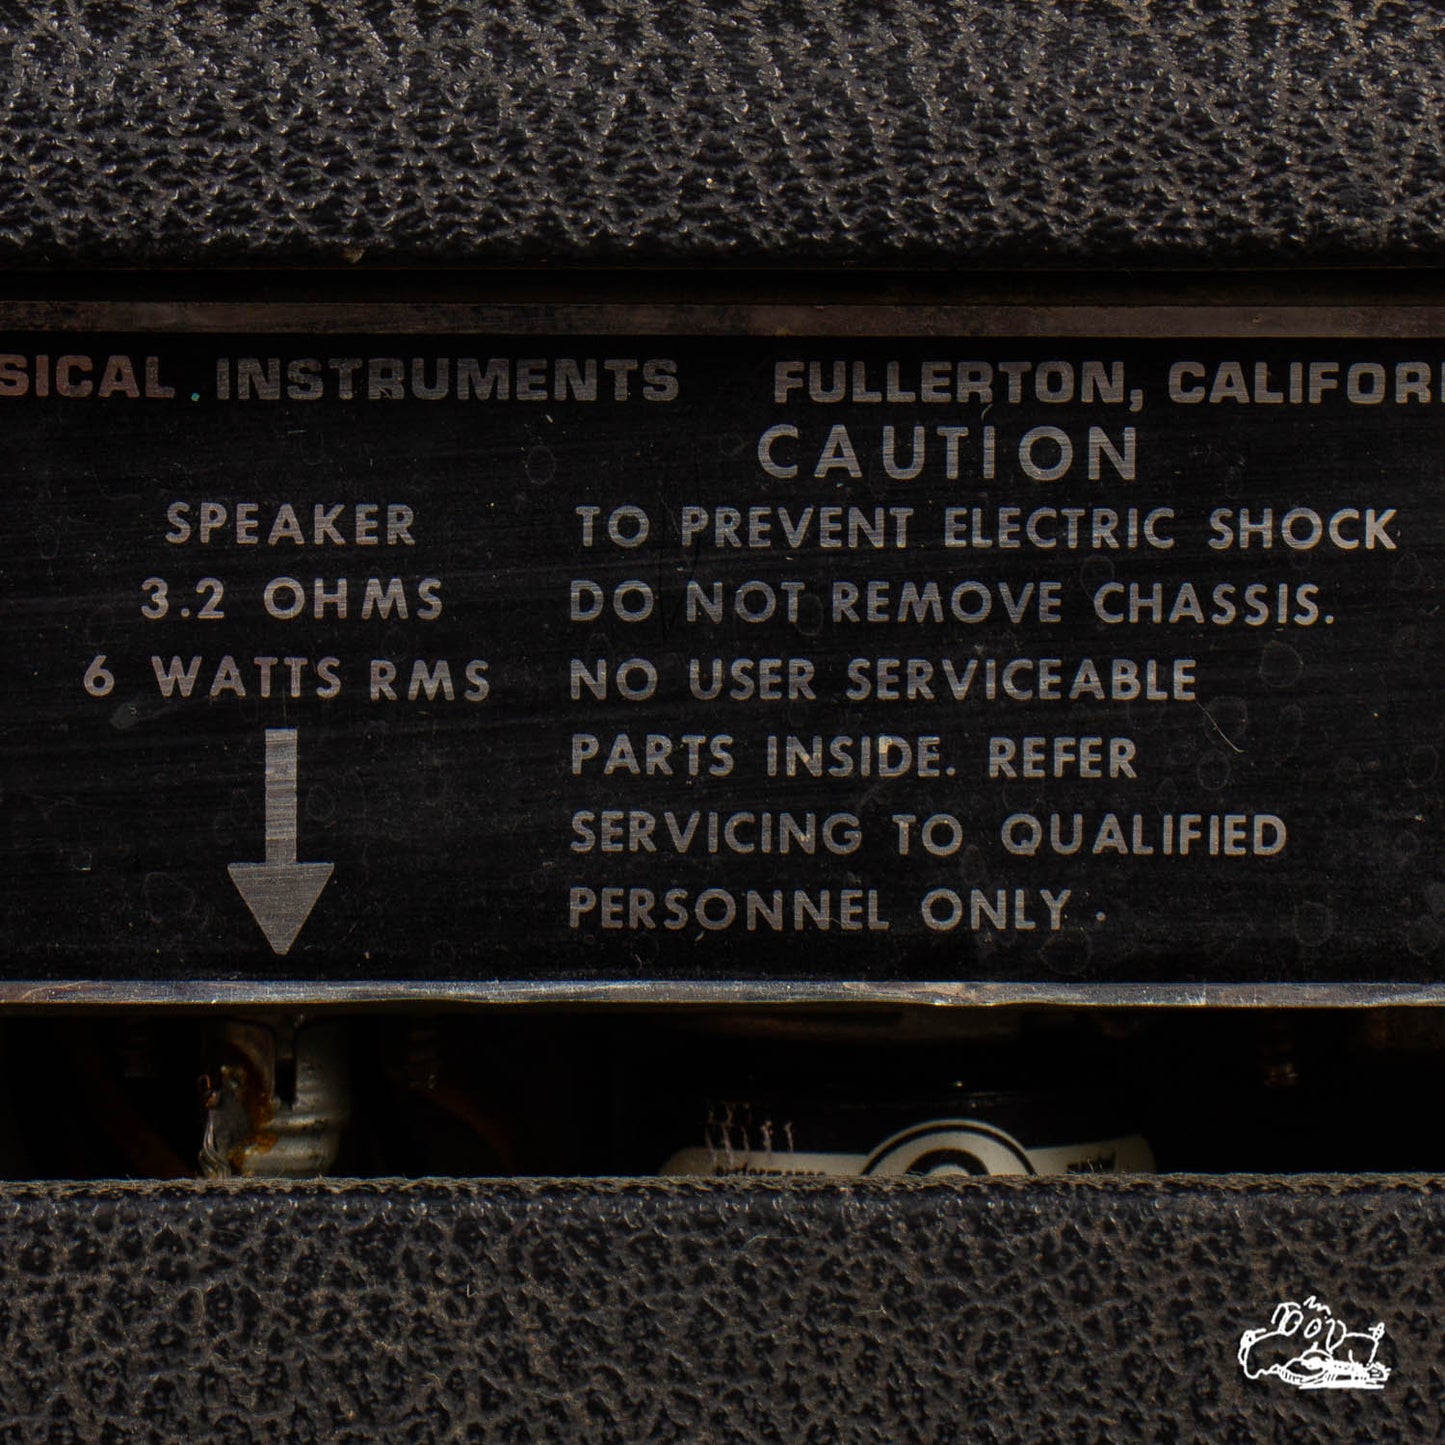 SICAL INSTRUMENTS FULLERTON, CALIFOR
CAUTION
SPEAKER
3.2 OHMS
6 WATTS RMS
TO PREVENT ELECTRIC SHOCK
DO NOT REMOVE CHASSIS.
NO USER SERVICEABLE
PARTS INSIDE. REFER
SERVICING TO QUALIFIED
PERSONNEL ONLY.
performance